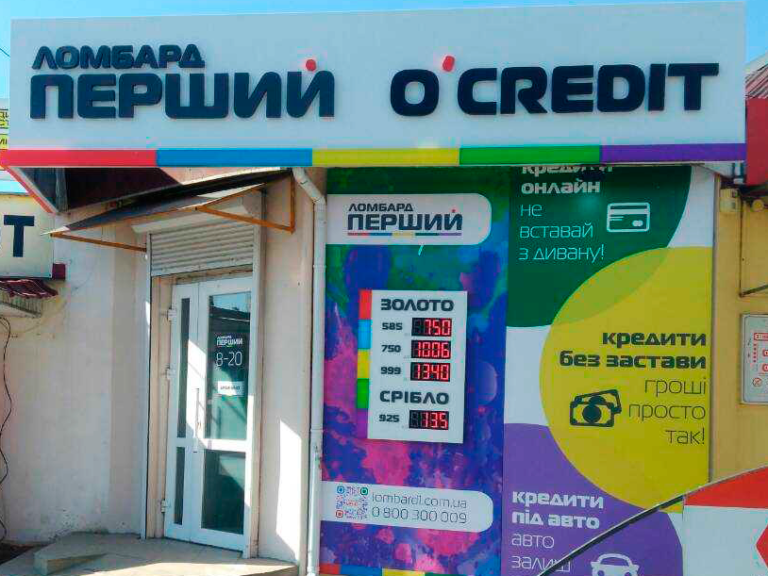 ЛОМБАРД
ПЕРШИЙ
O'CREDIT
кредити
онлайн
не
вставай
з дивану!
ЛОМБАРД
ПЕРШИЙ
ЗОЛОТО
585 750
750 1006
999 1340
СРІБЛО
925 135
ЛОМБАРД
ПЕРШИЙ
8-20
кредити
без застави
гроші
просто
так!
lombard1.com.ua
0 800 300 009
кредити
під авто
авто